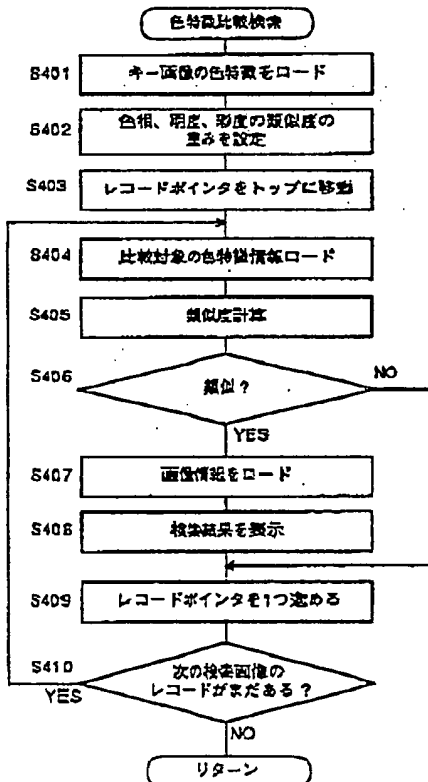 色特徴比較検索
S401
キー画像の色特徴をロード
S402
色相、明度、彩度の類似度の
重みを設定
S403
レコードポインタをトップに移動
S404
比較対象の色特徴情報ロード
S405
類似度計算
S406
類似?
NO
YES
S407
画像情報をロード
S408
検索結果を表示
S409
レコードポインタを1つ進める
S410
次の検索画像の
レコードがまだある?
YES
NO
リターン